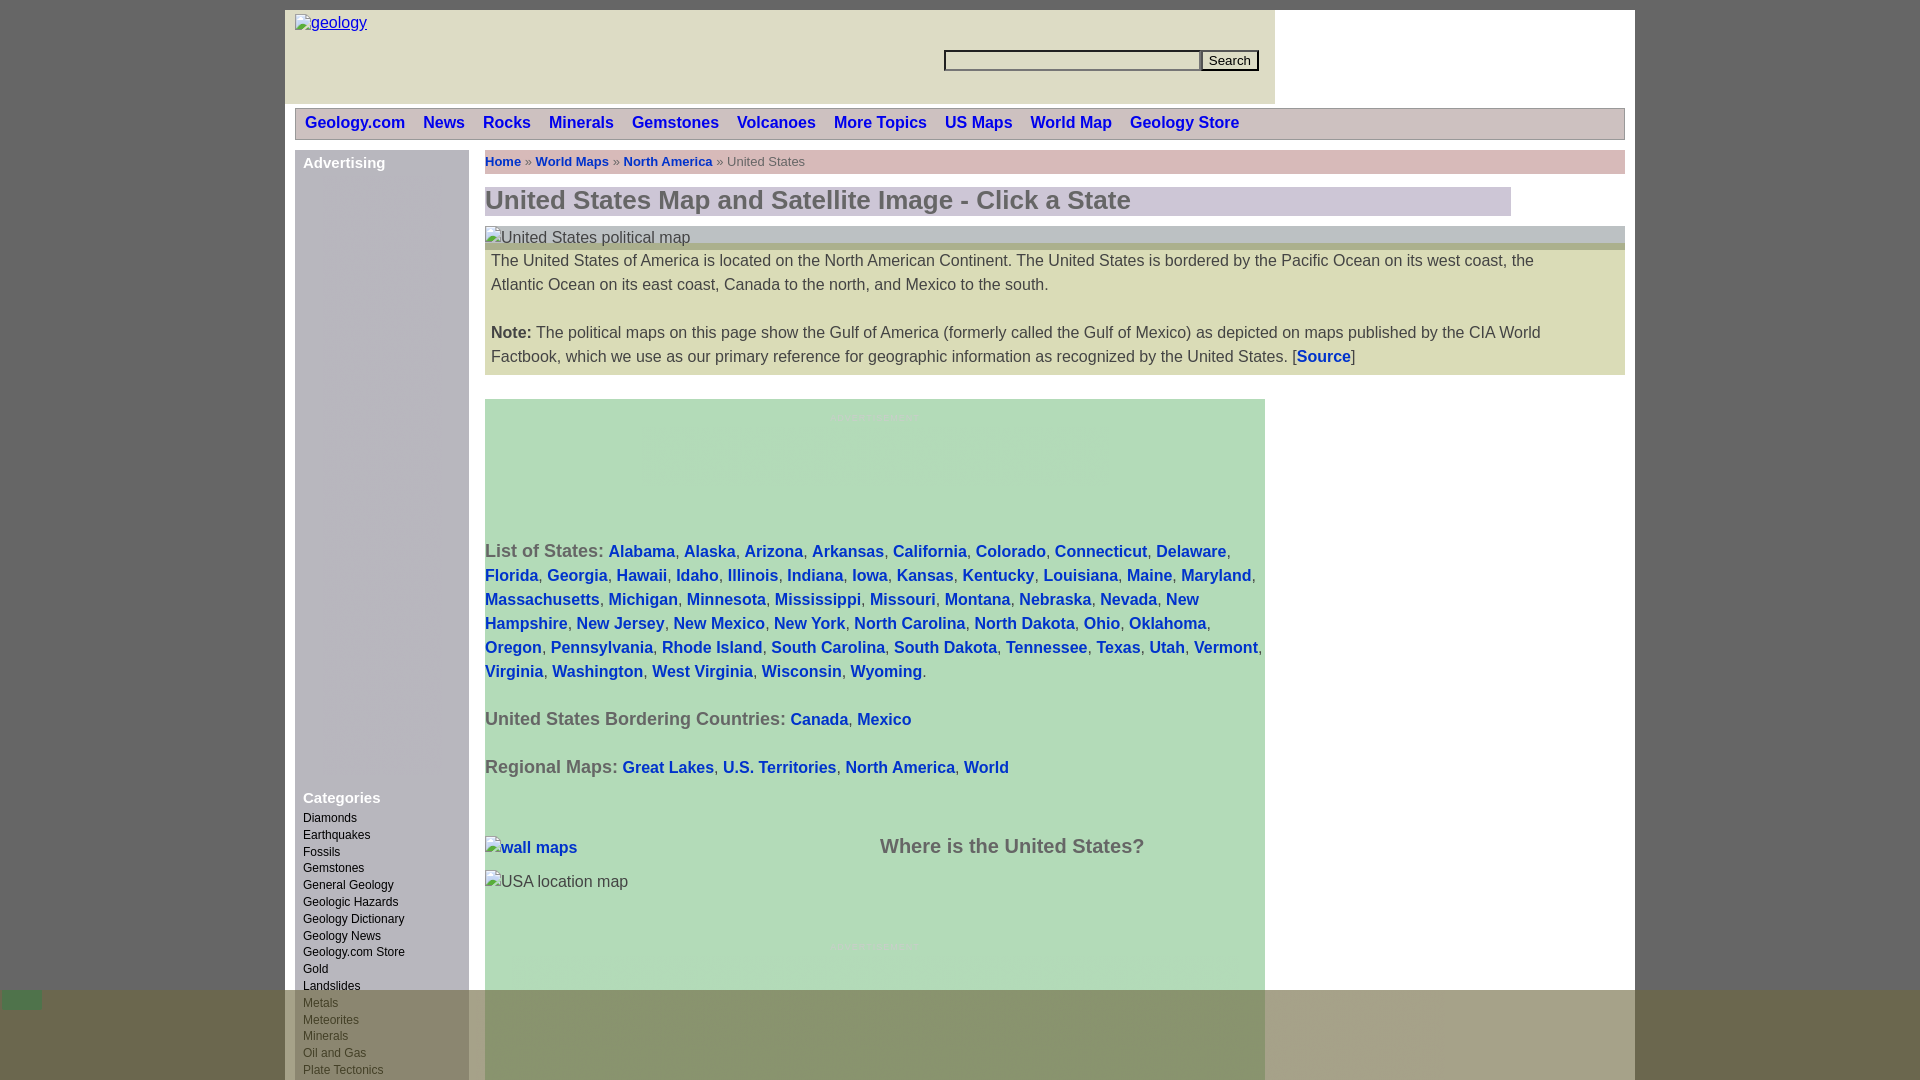 geology
Search
Geology.com News Rocks Minerals Gemstones Volcanoes More Topics US Maps World Map Geology Store
Advertising
Home » World Maps » North America » United States
United States Map and Satellite Image - Click a State
United States political map
The United States of America is located on the North American Continent. The United States is bordered by the Pacific Ocean on its west coast, the
Atlantic Ocean on its east coast, Canada to the north, and Mexico to the south.
Note: The political maps on this page show the Gulf of America (formerly called the Gulf of Mexico) as depicted on maps published by the CIA World
Factbook, which we use as our primary reference for geographic information as recognized by the United States. [Source]
List of States: Alabama, Alaska, Arizona, Arkansas, California, Colorado, Connecticut, Delaware,
Florida, Georgia, Hawaii, Idaho, Illinois, Indiana, Iowa, Kansas, Kentucky, Louisiana, Maine, Maryland,
Massachusetts, Michigan, Minnesota, Mississippi, Missouri, Montana, Nebraska, Nevada, New
Hampshire, New Jersey, New Mexico, New York, North Carolina, North Dakota, Ohio, Oklahoma,
Oregon, Pennsylvania, Rhode Island, South Carolina, South Dakota, Tennessee, Texas, Utah, Vermont,
Virginia, Washington, West Virginia, Wisconsin, Wyoming.
United States Bordering Countries: Canada, Mexico
Regional Maps: Great Lakes, U.S. Territories, North America, World
wall maps
Where is the United States?
USA location map
Categories
Diamonds
Earthquakes
Fossils
Gemstones
General Geology
Geologic Hazards
Geology Dictionary
Geology News
Geology.com Store
Gold
Landslides
Metals
Meteorites
Minerals
Oil and Gas
Plate Tectonics